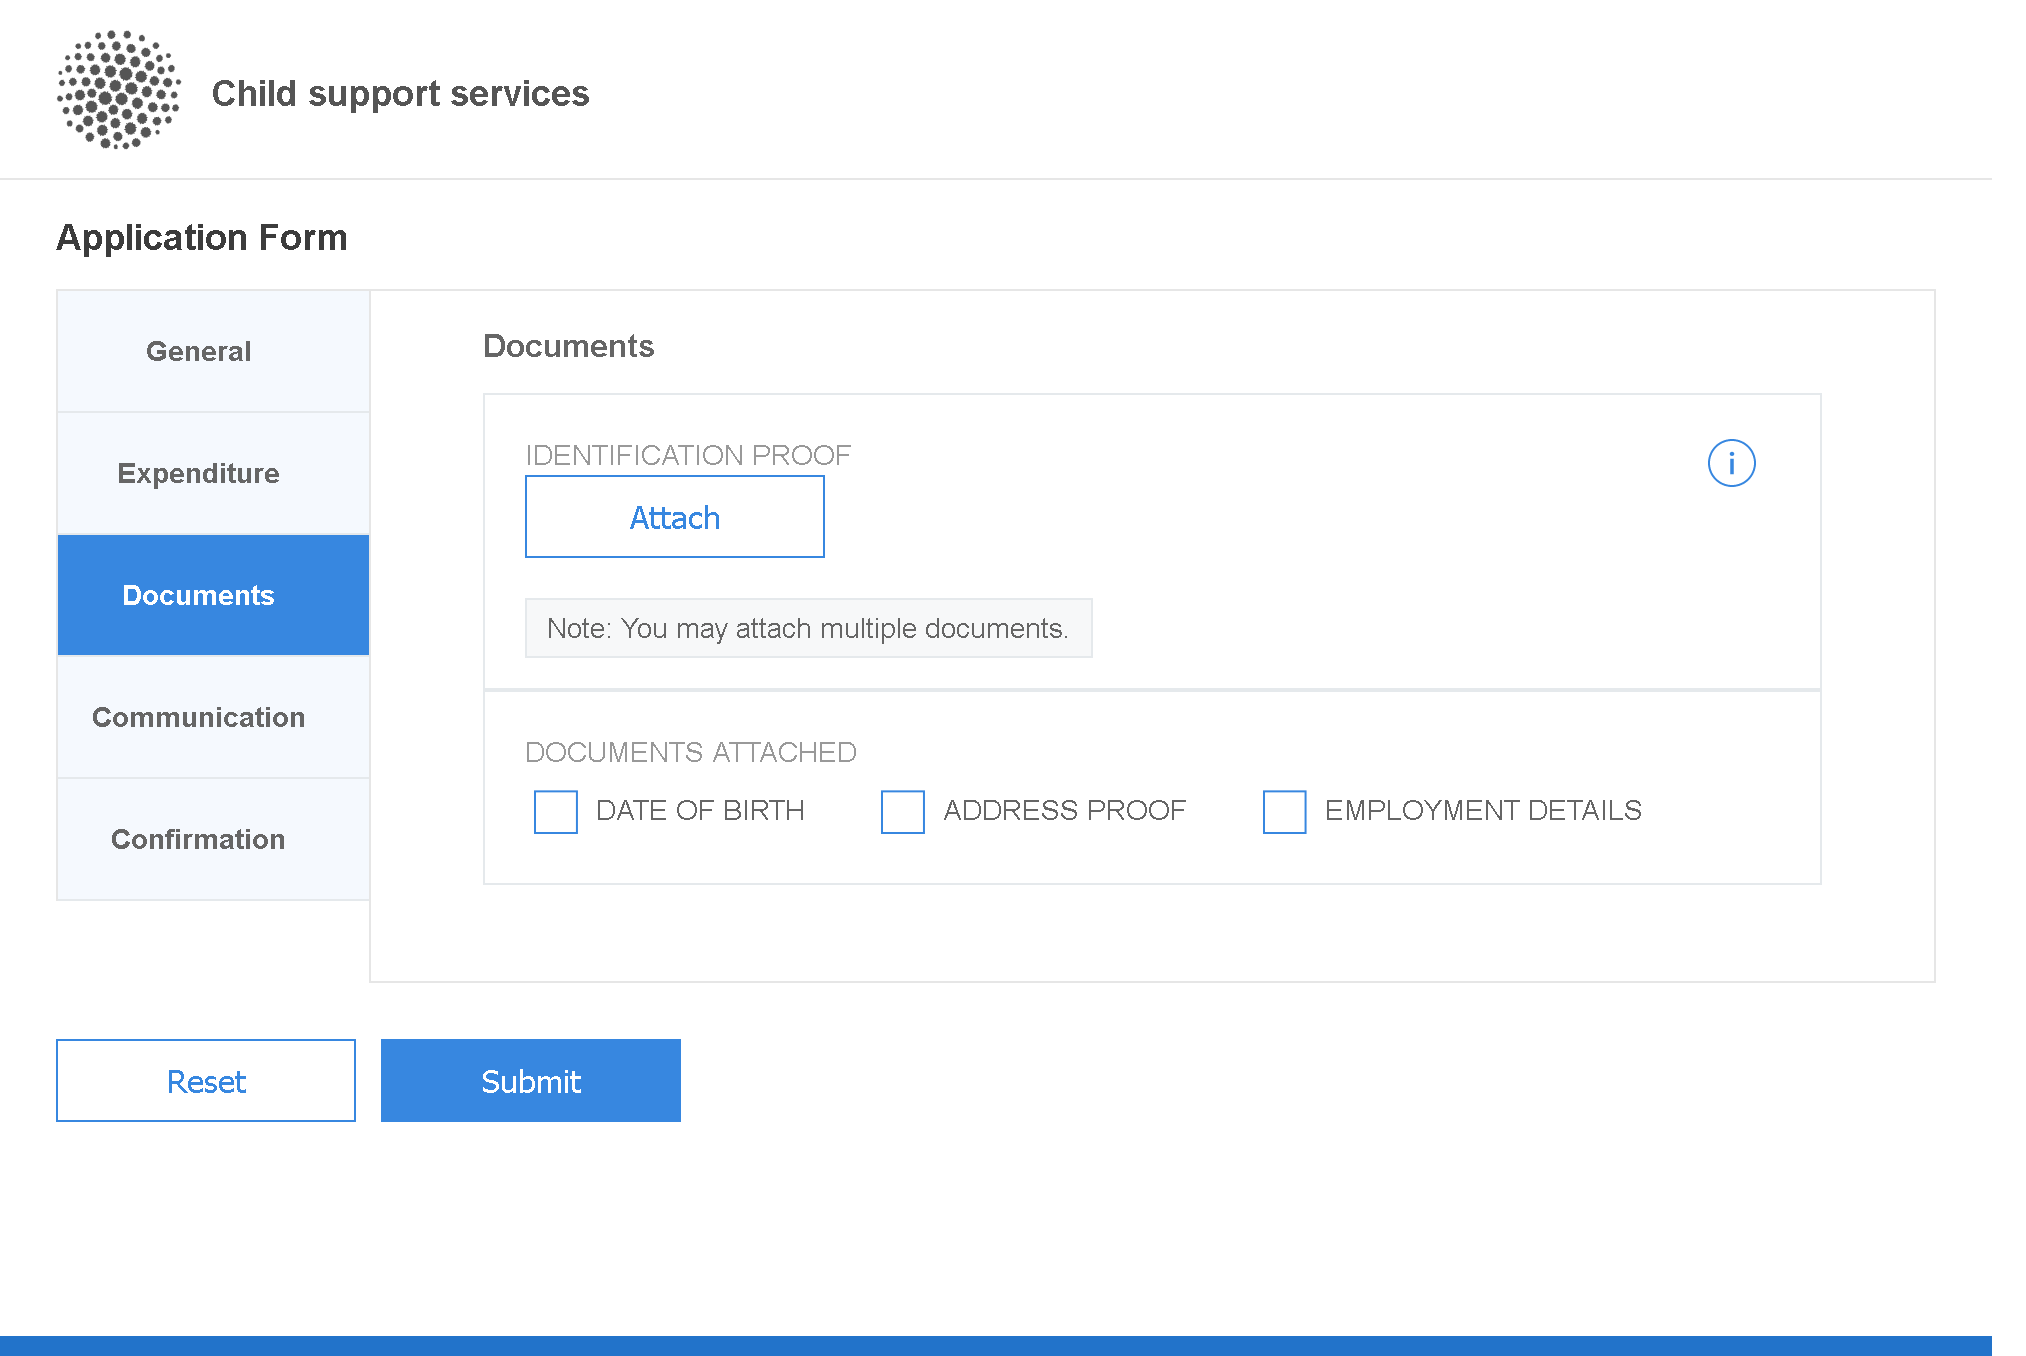 Child support services
Application Form
General
Expenditure
Documents
Communication
Confirmation
Documents
IDENTIFICATION PROOF
i
Attach
Note: You may attach multiple documents.
DOCUMENTS ATTACHED
DATE OF BIRTH ADDRESS PROOF EMPLOYMENT DETAILS
Reset Submit